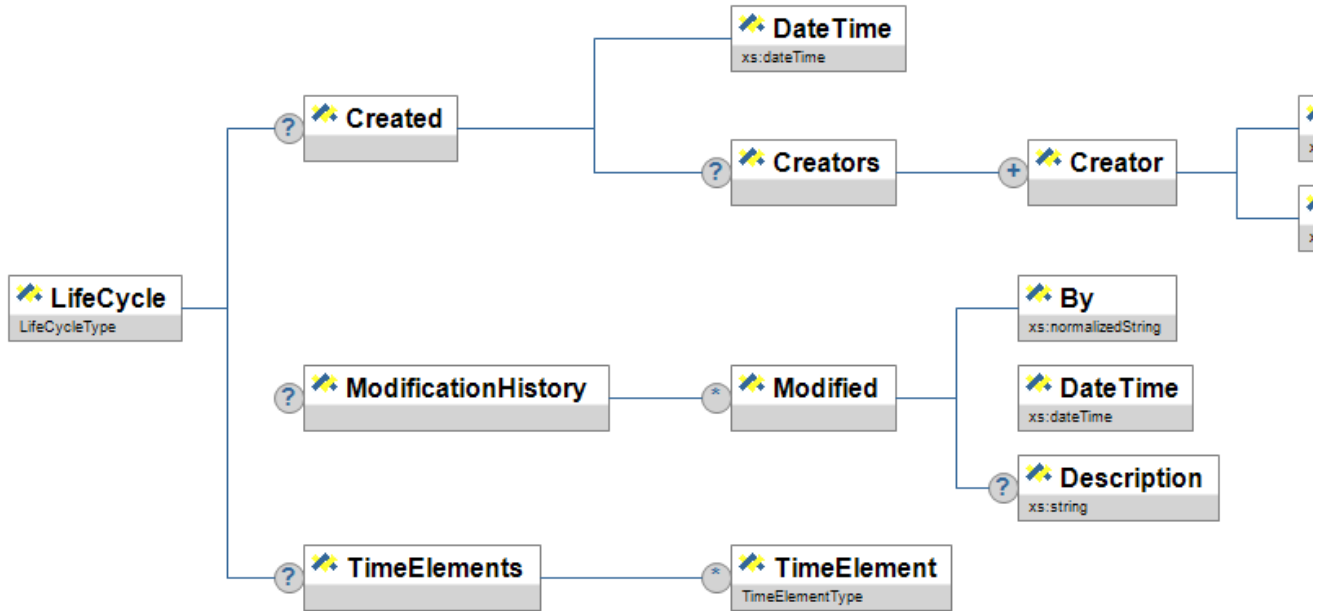 DateTime
xs:dateTime
? Created
? Creators
+ Creator
LifeCycle
LifeCycleType
By
xs:normalizedString
? ModificationHistory
* Modified
DateTime
xs:dateTime
? Description
xs:string
? TimeElements
* TimeElement
TimeElementType